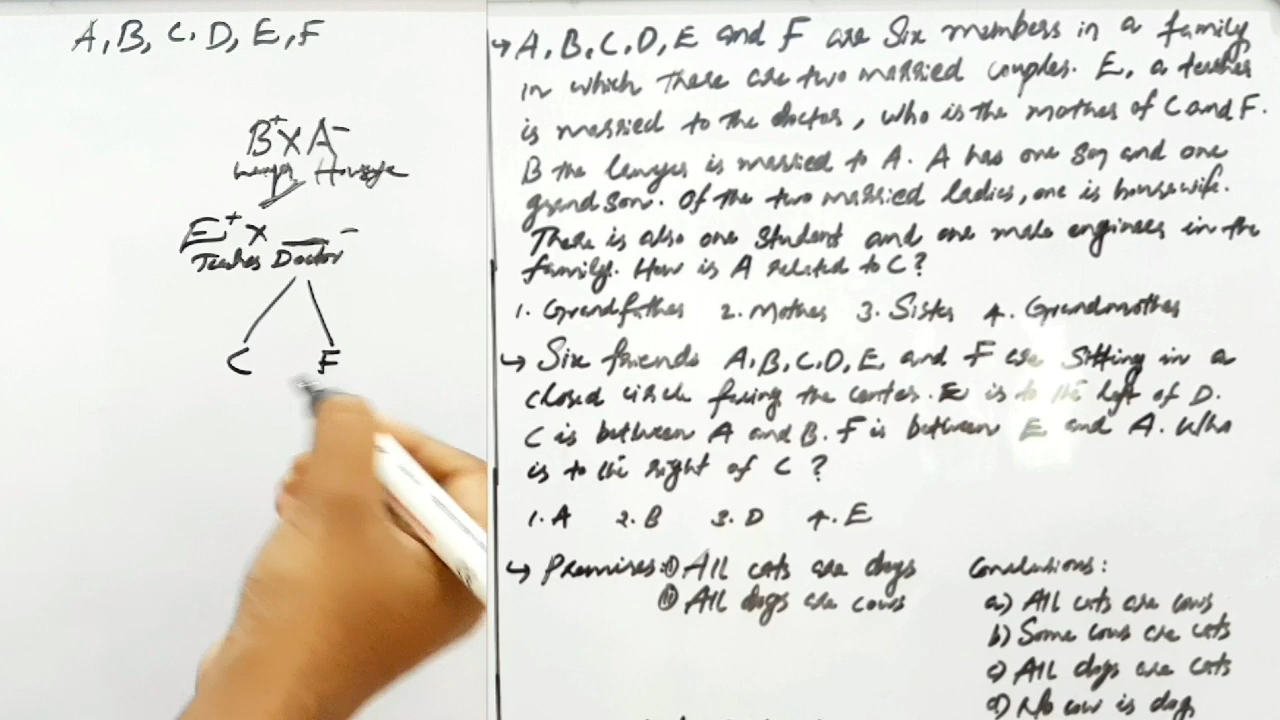 A, B, C, D, E, F
B+ x A-
E+ x __ -
Teacher Doctor
C F
→ A, B, C, D, E and F are Six members in a family
in which there are two married couples. E, a teacher
is married to the doctor, who is the mother of C and F.
B the lawyer is married to A. A has one son and one
grand son. Of the two married ladies, one is housewife.
There is also one student and one male engineer in the
family. How is A related to C?
1. Grandfather 2. Mother 3. Sister 4. Grandmother
→ Six friends A, B, C, D, E, and F are sitting in a
closed circle facing the center. E is to the left of D.
C is between A and B. F is between E and A. Who
is to the right of C ?
1. A 2. B 3. D 4. E
→ Premises: i) All cats are dogs
ii) All dogs are cows
Conclusions:
a) All cats are cows
b) Some cows are cats
c) All dogs are cats
d) No cow is dog